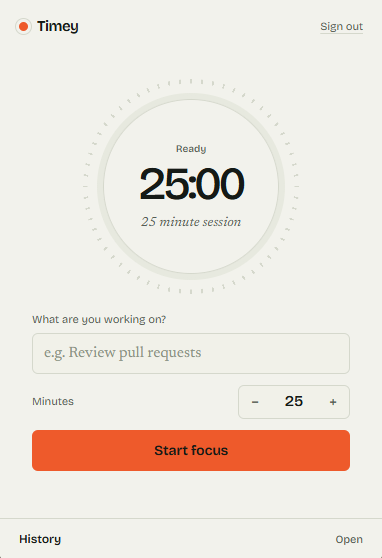 Timey
Sign out
Ready
25:00
25 minute session
What are you working on?
e.g. Review pull requests
Minutes
− 25 +
Start focus
History
Open